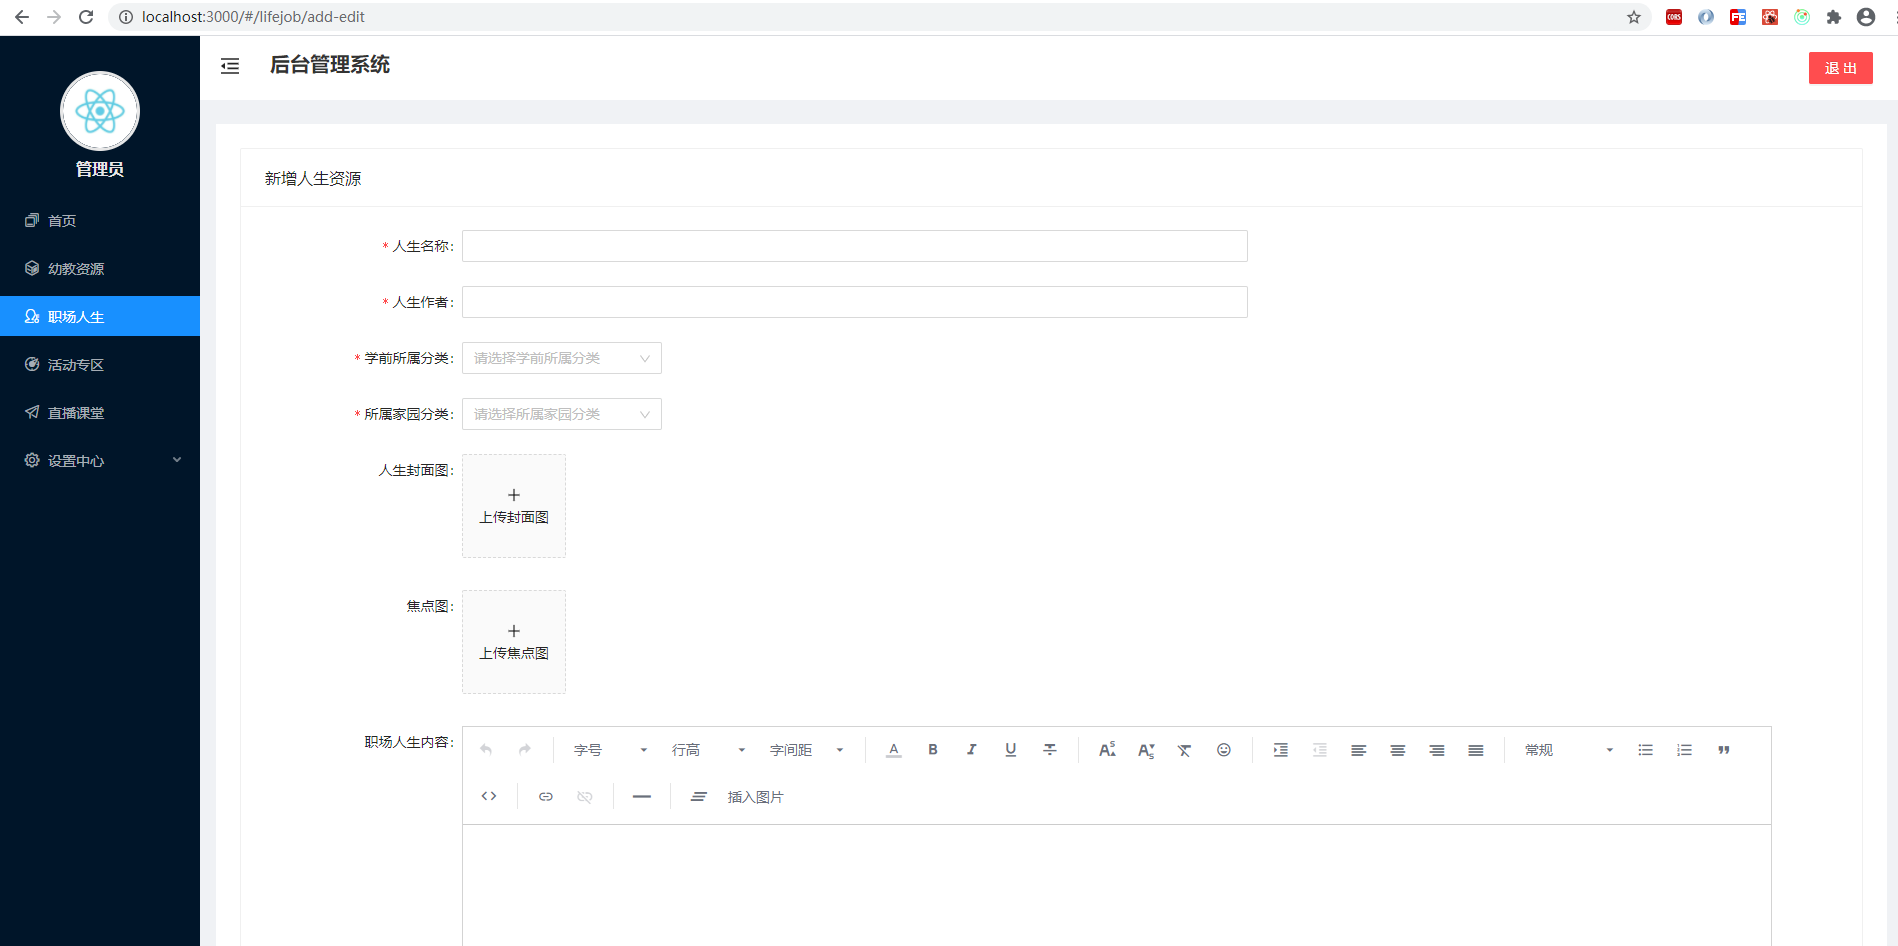 localhost:3000/#/lifejob/add-edit
CORS
FE
后台管理系统
退 出
管理员
首页
幼教资源
职场人生
活动专区
直播课堂
设置中心
新增人生资源
* 人生名称:
* 人生作者:
* 学前所属分类: 请选择学前所属分类
* 所属家园分类: 请选择所属家园分类
人生封面图:
上传封面图
焦点图:
上传焦点图
职场人生内容:
字号 行高 字间距 常规
插入图片